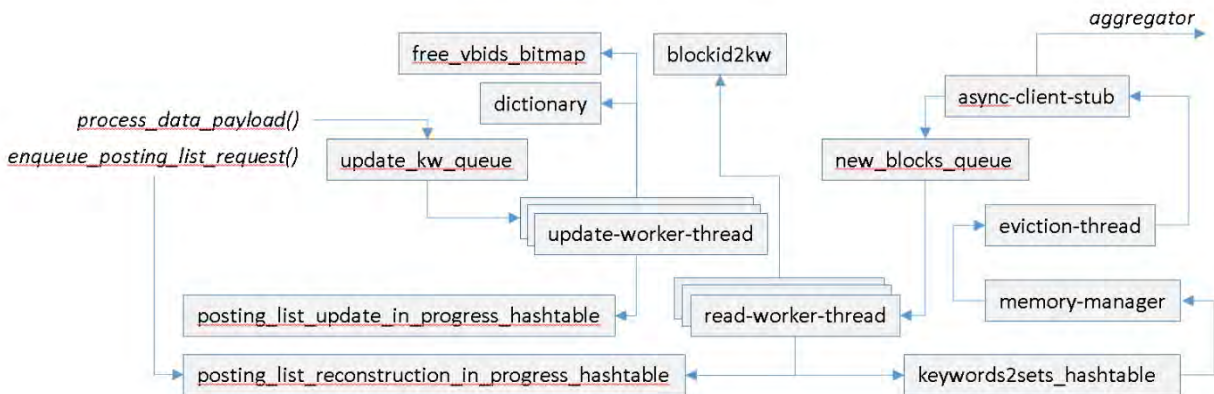 aggregator
free_vbids_bitmap
blockid2kw
async-client-stub
dictionary
process_data_payload()
enqueue_posting_list_request()
update_kw_queue
new_blocks_queue
update-worker-thread
eviction-thread
memory-manager
posting_list_update_in_progress_hashtable
read-worker-thread
posting_list_reconstruction_in_progress_hashtable
keywords2sets_hashtable